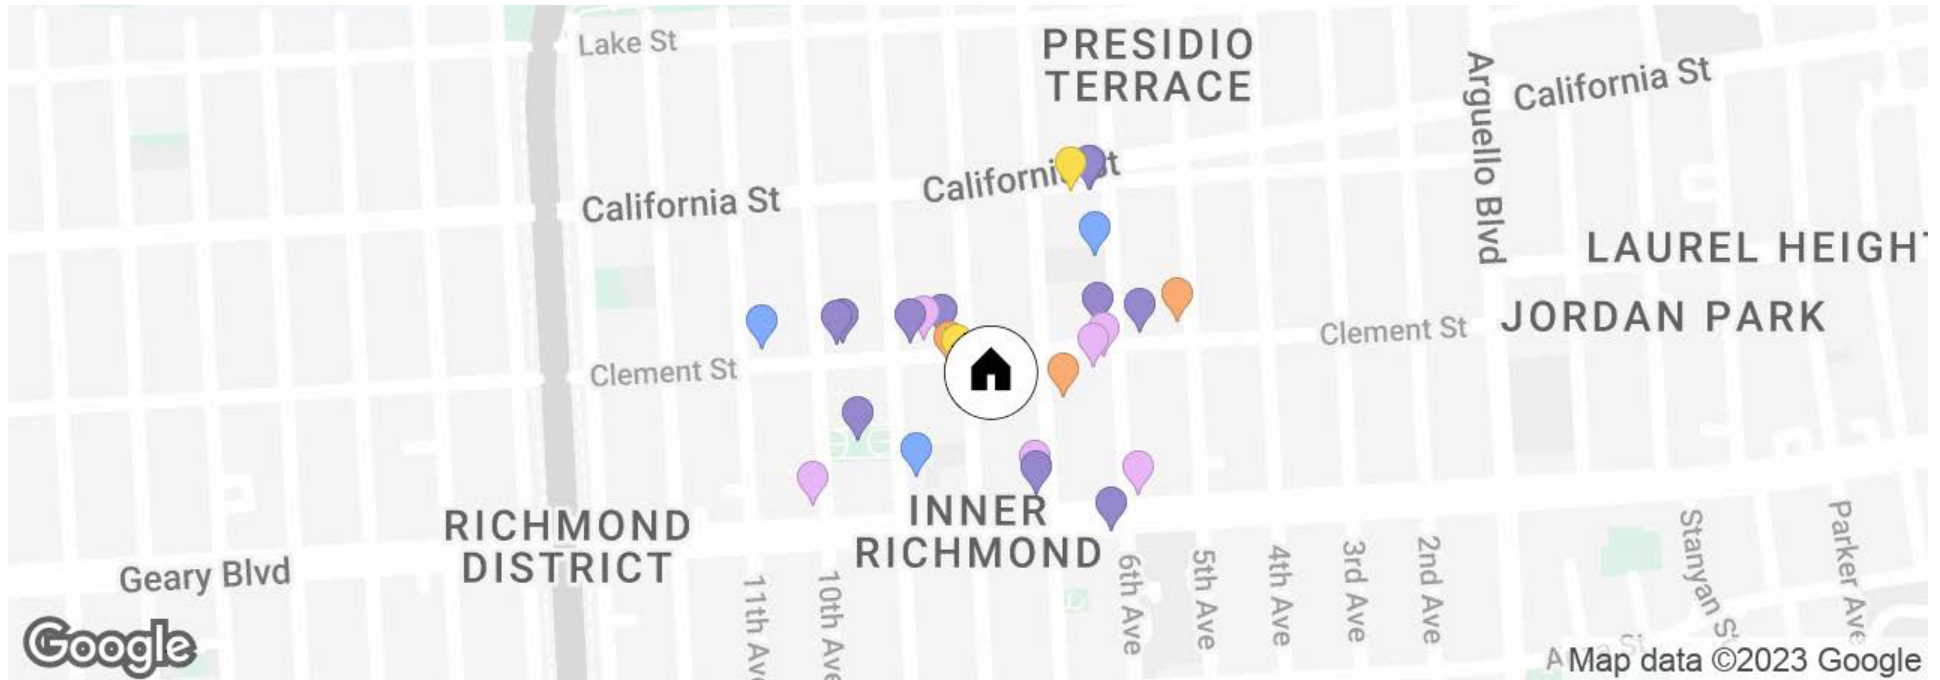 Lake St
PRESIDIO
TERRACE
California St
Arguello Blvd
California St
California St
LAUREL HEIGHT
JORDAN PARK
Clement St
Clement St
INNER
RICHMOND
RICHMOND
DISTRICT
Geary Blvd
11th Ave
10th Ave
6th Ave
5th Ave
4th Ave
3rd Ave
2nd Ave
Stanyan St
Parker Ave
Google
Map data ©2023 Google